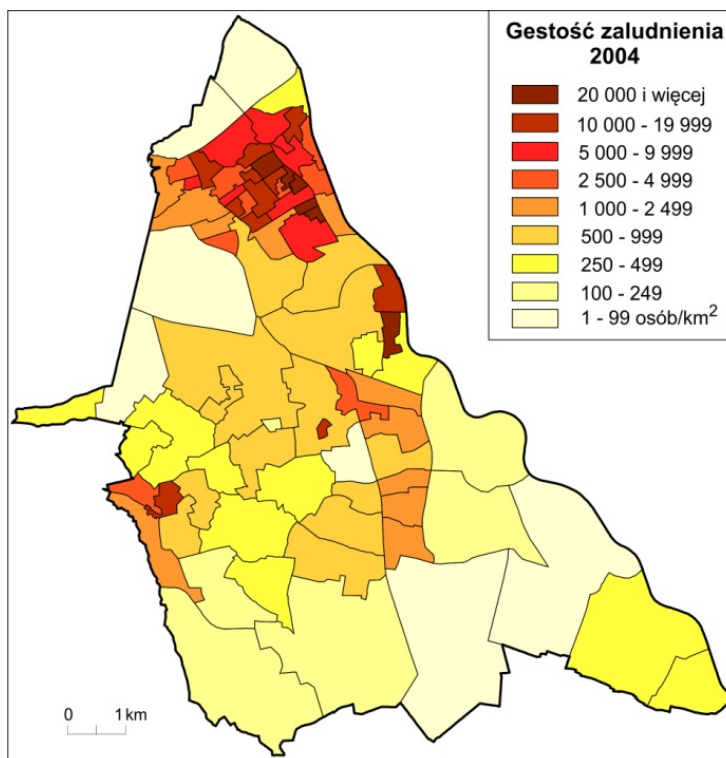 Gestość zaludnienia
2004
20 000 i więcej
10 000 - 19 999
5 000 - 9 999
2 500 - 4 999
1 000 - 2 499
500 - 999
250 - 499
100 - 249
1 - 99 osób/km²
0 1 km